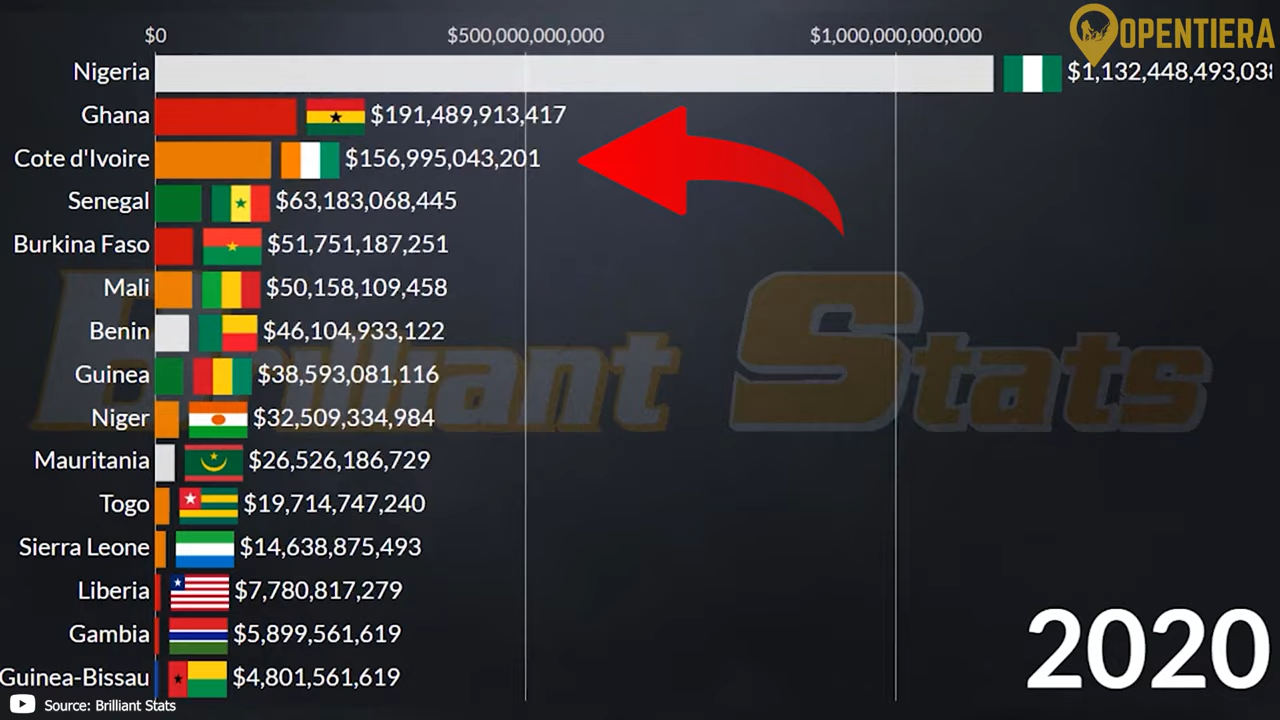 $0 $500,000,000,000 $1,000,000,000,000
OPENTIERA
Nigeria $1,132,448,493,03
Ghana $191,489,913,417
Cote d'Ivoire $156,995,043,201
Senegal $63,183,068,445
Burkina Faso $51,751,187,251
Mali $50,158,109,458
Benin $46,104,933,122
Guinea $38,593,081,116
Niger $32,509,334,984
Mauritania $26,526,186,729
Togo $19,714,747,240
Sierra Leone $14,638,875,493
Liberia $7,780,817,279
Gambia $5,899,561,619
Guinea-Bissau $4,801,561,619
Brilliant Stats
2020
Source: Brilliant Stats